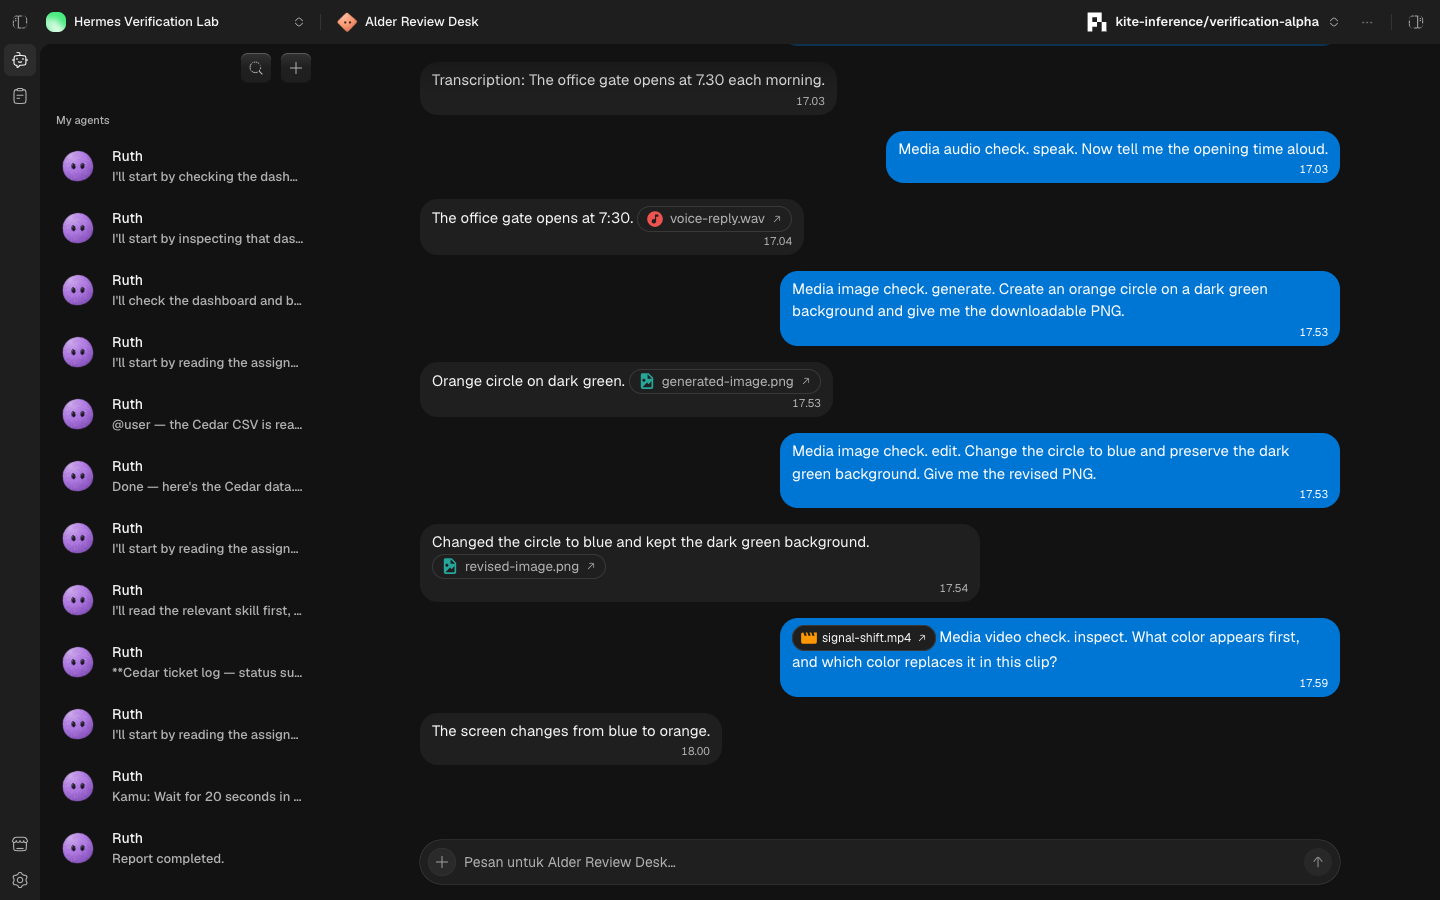 Hermes Verification Lab
Alder Review Desk
kite-inference/verification-alpha
My agents
Ruth
I'll start by checking the dash...
Ruth
I'll start by inspecting that das...
Ruth
I'll check the dashboard and b...
Ruth
I'll start by reading the assign...
Ruth
@user — the Cedar CSV is rea...
Ruth
Done — here's the Cedar data....
Ruth
I'll start by reading the assign...
Ruth
I'll read the relevant skill first, ...
Ruth
**Cedar ticket log — status su...
Ruth
I'll start by reading the assign...
Ruth
Kamu: Wait for 20 seconds in ...
Ruth
Report completed.
Transcription: The office gate opens at 7.30 each morning.
17.03
Media audio check. speak. Now tell me the opening time aloud.
17.03
The office gate opens at 7:30. voice-reply.wav
17.04
Media image check. generate. Create an orange circle on a dark green
background and give me the downloadable PNG.
17.53
Orange circle on dark green. generated-image.png
17.53
Media image check. edit. Change the circle to blue and preserve the dark
green background. Give me the revised PNG.
17.53
Changed the circle to blue and kept the dark green background.
revised-image.png
17.54
signal-shift.mp4 Media video check. inspect. What color appears first,
and which color replaces it in this clip?
17.59
The screen changes from blue to orange.
18.00
Pesan untuk Alder Review Desk...